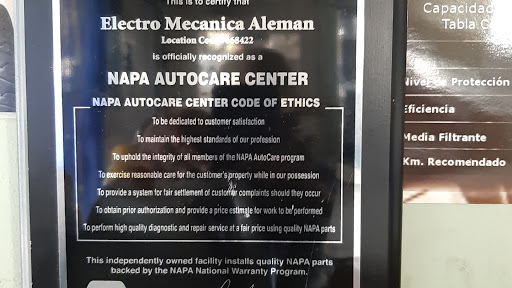 This is to certify that
Electro Mecanica Aleman
Location Code
is officially recognized as a
NAPA AUTOCARE CENTER
NAPA AUTOCARE CENTER CODE OF ETHICS
To be dedicated to customer satisfaction
To maintain the highest standards of our profession
To uphold the integrity of all members of the NAPA AutoCare program
To exercise reasonable care for the customer's property while in our possession
To provide a system for fair settlement of customer complaints should they occur
To obtain prior authorization and provide a price estimate for work to be performed
To perform high quality diagnostic and repair service at a fair price using quality NAPA parts
This independently owned facility installs quality NAPA parts
backed by the NAPA National Warranty Program.
Capacidad
Tabla
Nivel de Protección
Eficiencia
Media Filtrante
Km. Recomendado